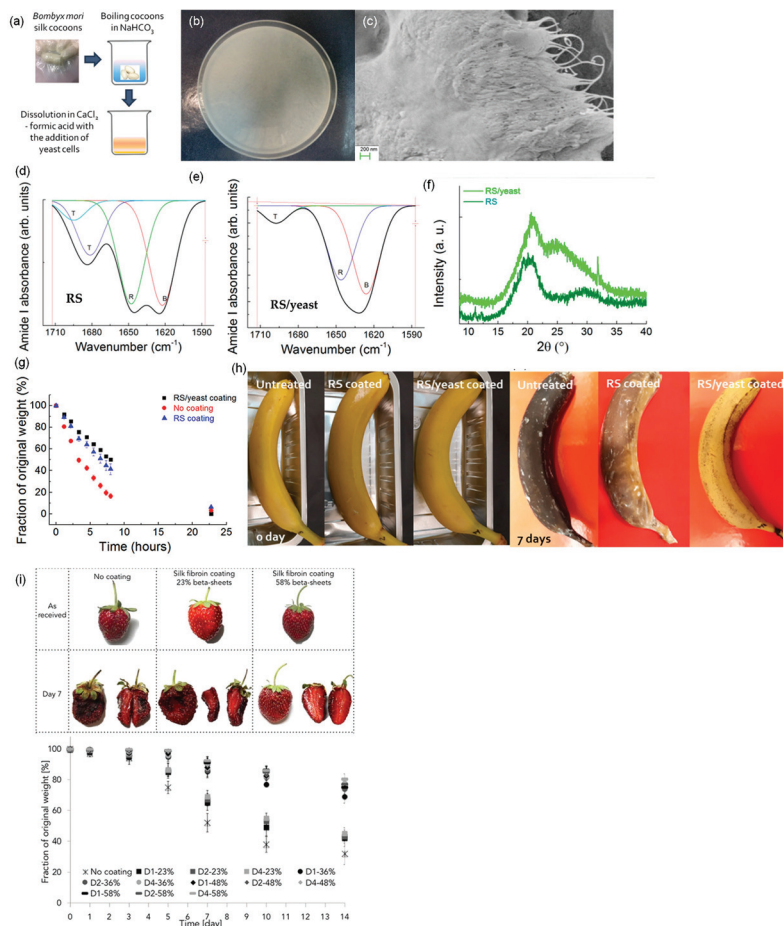 (a)
Bombyx mori
silk cocoons
Boiling cocoons
in NaHCO₃
Dissolution in CaCl₂
- formic acid with
the addition of
yeast cells
(b)
(c)
200 nm
(d)
Amide I absorbance (arb. units)
T
T
R
B
RS
1710 1680 1650 1620 1590
Wavenumber (cm⁻¹)
(e)
Amide I absorbance (arb. units)
T
R
B
RS/yeast
1710 1680 1650 1620 1590
Wavenumber (cm⁻¹)
(f)
Intensity (a. u.)
RS/yeast
RS
10 15 20 25 30 35 40
2θ (°)
(g)
Fraction of original weight (%)
100
80
60
40
20
0
RS/yeast coating
No coating
RS coating
0 5 10 15 20 25
Time (hours)
(h)
Untreated RS coated RS/yeast coated Untreated RS coated RS/yeast coated
0 day 7 days
(i)
No coating
Silk fibroin coating
23% beta-sheets
Silk fibroin coating
58% beta-sheets
As
received
Day 7
Fraction of original weight [%]
100
80
60
40
20
0
No coating D1-23% D2-23% D4-23% D1-36%
D2-36% D4-36% D1-48% D2-48% D4-48%
D1-58% D2-58% D4-58%
0 1 2 3 4 5 6 7 8 9 10 11 12 13 14
Time [day]